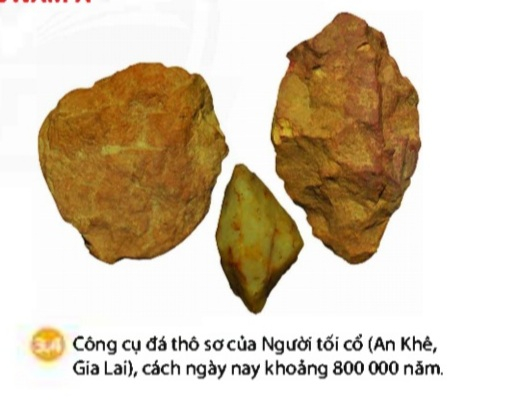 3.4 Công cụ đá thô sơ của Người tối cổ (An Khê,
Gia Lai), cách ngày nay khoảng 800 000 năm.